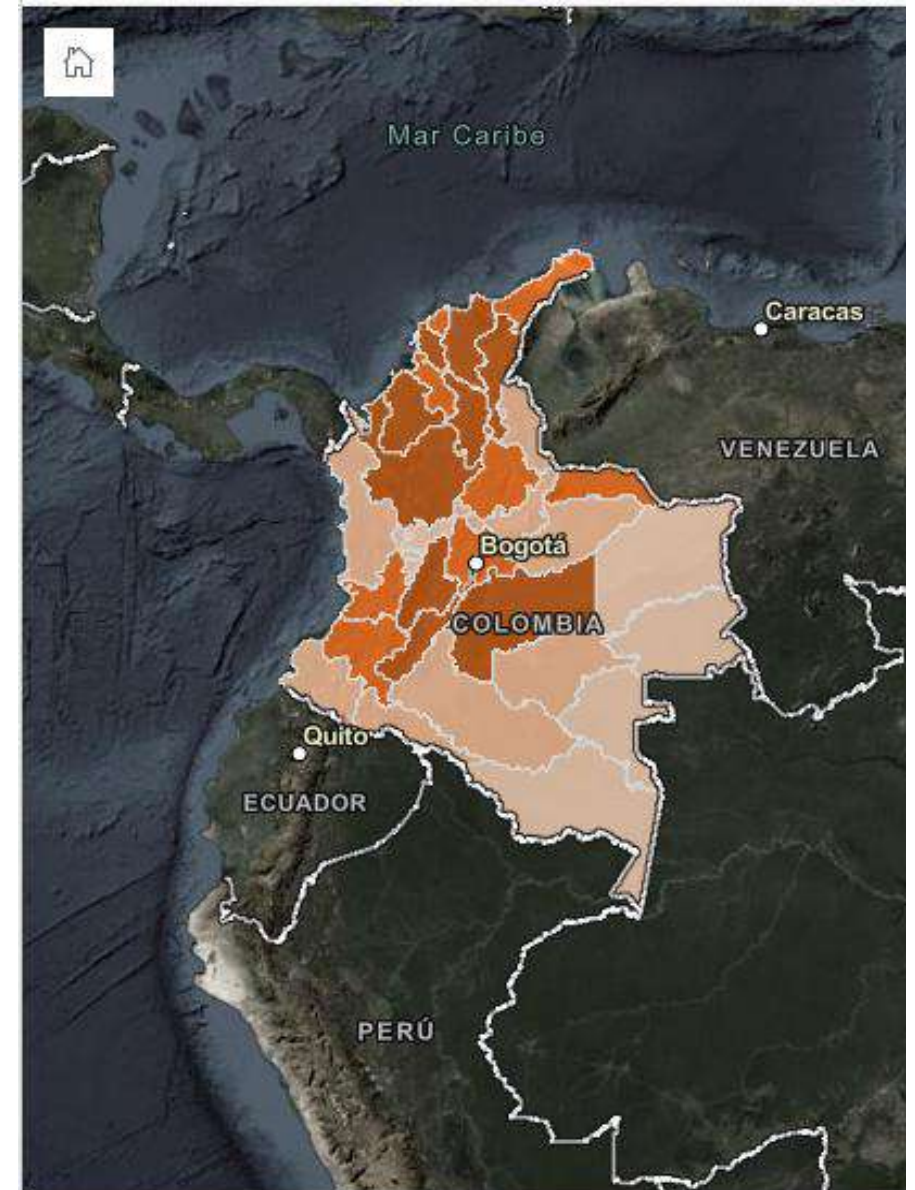 Mar Caribe
Caracas
VENEZUELA
Bogotá
COLOMBIA
Quito
ECUADOR
PERÚ